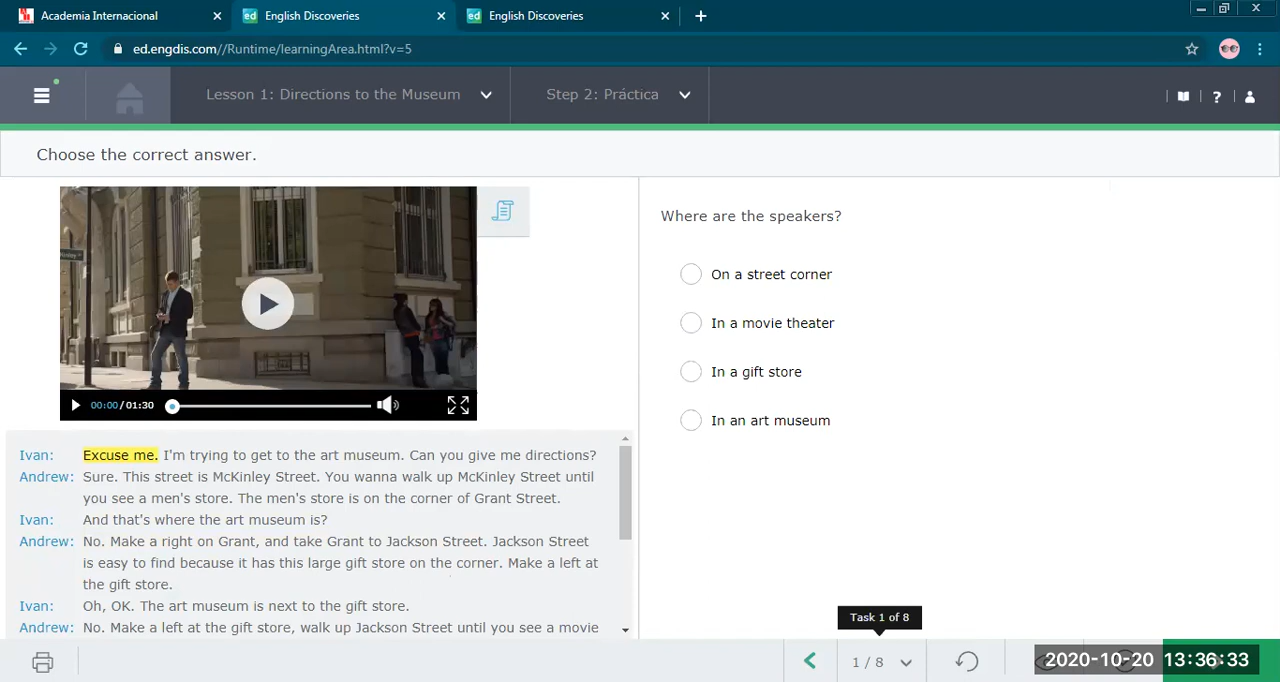 Academia Internacional
English Discoveries
English Discoveries
ed.engdis.com//Runtime/learningArea.html?v=5
Lesson 1: Directions to the Museum
Step 2: Práctica
Choose the correct answer.
00:00/01:30
Ivan: Excuse me. I'm trying to get to the art museum. Can you give me directions?
Andrew: Sure. This street is McKinley Street. You wanna walk up McKinley Street until
you see a men's store. The men's store is on the corner of Grant Street.
Ivan: And that's where the art museum is?
Andrew: No. Make a right on Grant, and take Grant to Jackson Street. Jackson Street
is easy to find because it has this large gift store on the corner. Make a left at
the gift store.
Ivan: Oh, OK. The art museum is next to the gift store.
Andrew: No. Make a left at the gift store, walk up Jackson Street until you see a movie
Where are the speakers?
On a street corner
In a movie theater
In a gift store
In an art museum
Task 1 of 8
1 / 8
2020-10-20 13:36:33